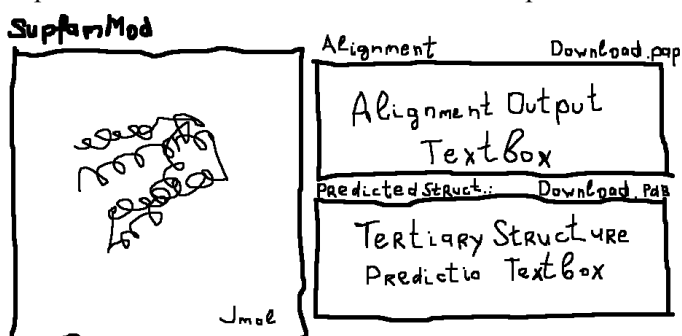 SupfamMod
Alignment Download.pap
Alignment Output
Textbox
Predicted Struct.: Download.PdB
Tertiary Structure
Predictio Textbox
Jmol